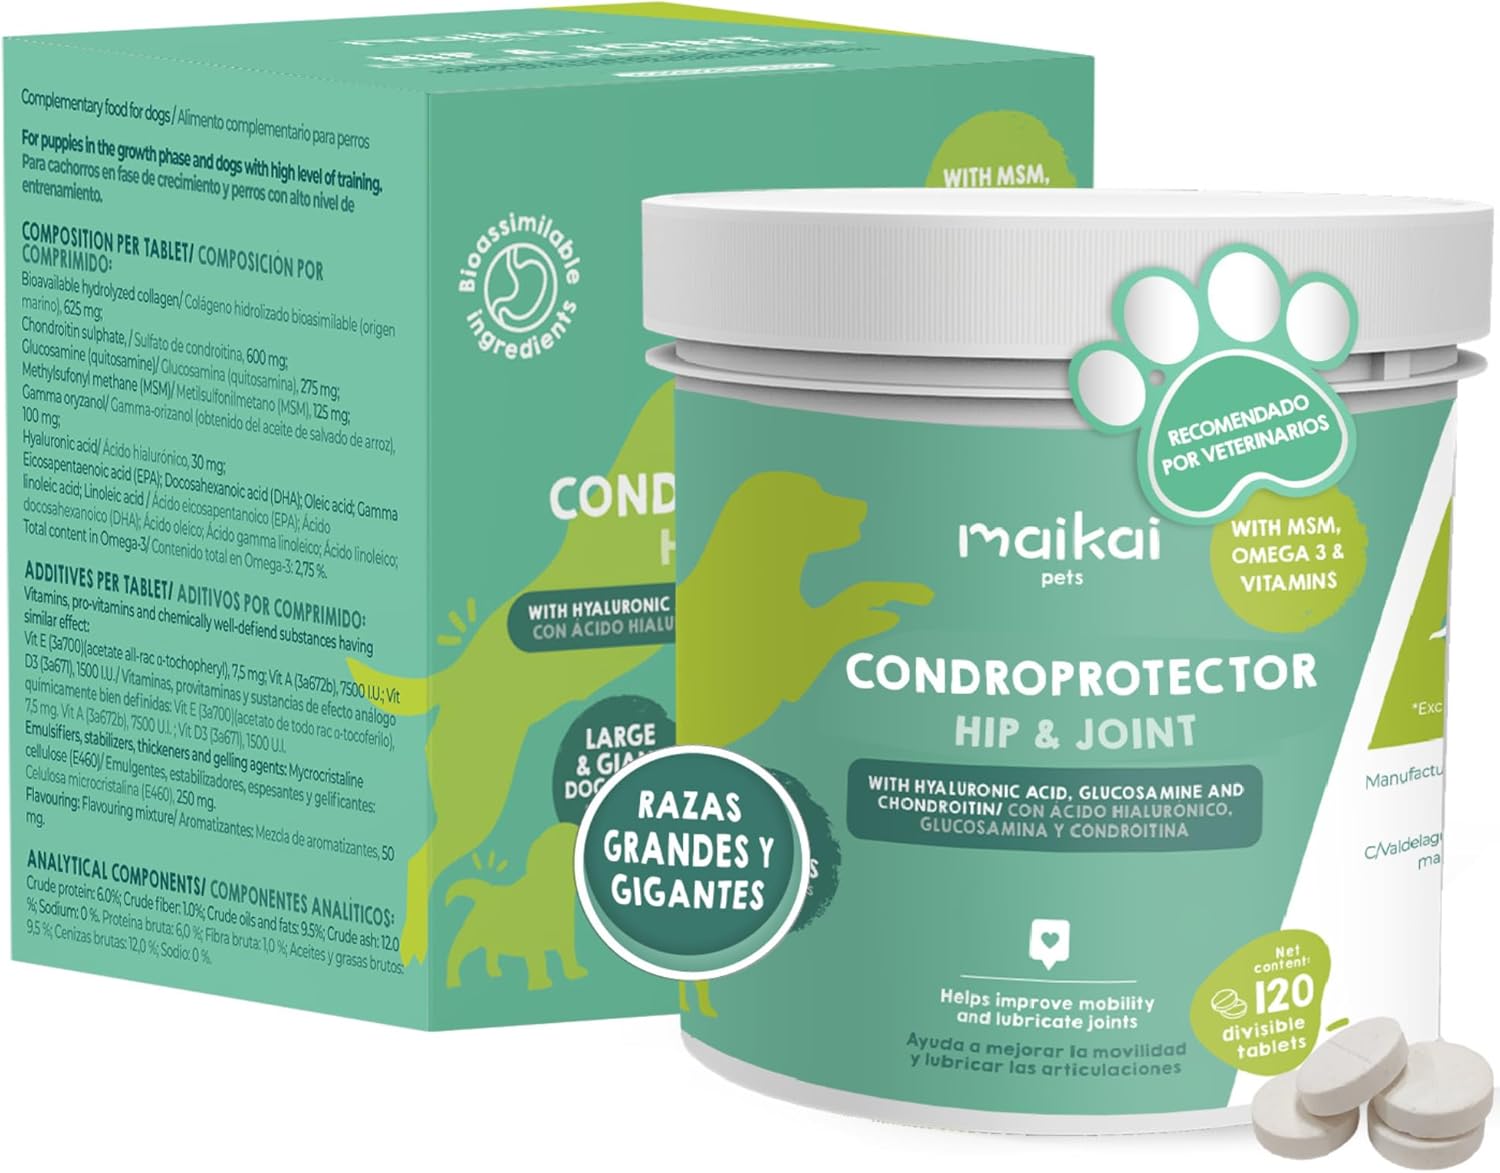 maikai
HIP & JOINT
Complementary food for dogs / Alimento complementario para perros
For puppies in the growth phase and dogs with high level of training.
Para cachorros en fase de crecimiento y perros con alto nivel de
entrenamiento.
COMPOSITION PER TABLET/ COMPOSICIÓN POR
COMPRIMIDO:
Bioavailable hydrolyzed collagen/ Colágeno hidrolizado bioasimilable (origen
marino), 625 mg;
Chondroitin sulphate, / Sulfato de condroitina, 600 mg;
Glucosamine (quitosamine)/ Glucosamina (quitosamina), 275 mg;
Methylsufonyl methane (MSM)/ Metilsulfonilmetano (MSM), 125 mg;
Gamma oryzanol/ Gamma-orizanol (obtenido del aceite de salvado de arroz),
100 mg;
Hyaluronic acid/ Ácido hialurónico, 30 mg;
Eicosapentaenoic acid (EPA); Docosahexanoic acid (DHA); Oleic acid; Gamma
linoleic acid; Linoleic acid / Ácido eicosapentanoico (EPA); Ácido
docosahexanoico (DHA); Ácido oleico; Ácido gamma linoleico; Ácido linoleico;
Total content in Omega-3/ Contenido total en Omega-3: 2,75 %.
ADDITIVES PER TABLET/ ADITIVOS POR COMPRIMIDO:
Vitamins, pro-vitamins and chemically well-defiend substances having
similar effect:
Vit E (3a700)(acetate all-rac α-tochopheryl), 7,5 mg; Vit A (3a672b), 7500 I.U.; Vit
D3 (3a671), 1500 I.U./ Vitaminas, provitaminas y sustancias de efecto análogo
químicamente bien definidas: Vit E (3a700)(acetato de todo rac α-tocoferilo),
7,5 mg. Vit A (3a672b), 7500 U.I. ; Vit D3 (3a671), 1500 U.I.
Emulsifiers, stabilizers, thickeners and gelling agents: Mycrocristaline
cellulose (E460)/ Emulgentes, estabilizadores, espesantes y gelificantes:
Celulosa microcristalina (E460), 250 mg.
Flavouring: Flavouring mixture/ Aromatizantes: Mezcla de aromatizantes, 50
mg.
ANALYTICAL COMPONENTS/ COMPONENTES ANALÍTICOS:
Crude protein: 6.0%; Crude fiber: 1.0%; Crude oils and fats: 9.5%; Crude ash: 12.0
%; Sodium: 0 %. Proteina bruta: 6,0 %; Fibra bruta: 1,0 %; Aceites y grasas brutos:
9,5 %; Cenizas brutas: 12,0 %; Sodio: 0 %.
Bioassimilable
ingredients
WITH MSM,
COND
H
WITH HYALURONIC
CON ÁCIDO HIALU
LARGE
& GIAN
DOG
RAZAS
GRANDES Y
GIGANTES
RECOMENDADO
POR VETERINARIOS
maikai
pets
WITH MSM,
OMEGA 3 &
VITAMINS
CONDROPROTECTOR
HIP & JOINT
WITH HYALURONIC ACID, GLUCOSAMINE AND
CHONDROITIN/ CON ÁCIDO HIALURÓNICO,
GLUCOSAMINA Y CONDROITINA
Helps improve mobility
and lubricate joints
Ayuda a mejorar la movilidad
y lubricar las articulaciones
Net
content:
120
divisible
tablets
*Exc
Manufactu
C/Valdelag
ma